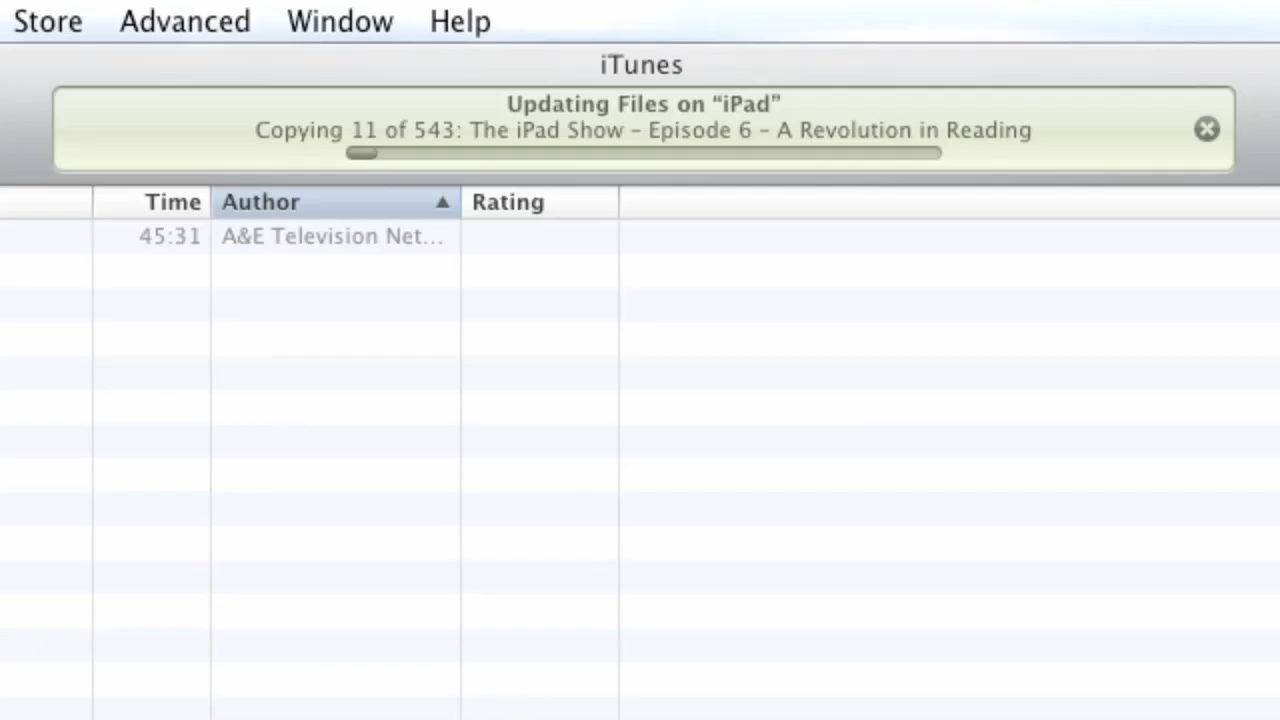 Store Advanced Window Help
iTunes
Updating Files on “iPad”
Copying 11 of 543: The iPad Show – Episode 6 – A Revolution in Reading
Time Author Rating
45:31 A&E Television Net...